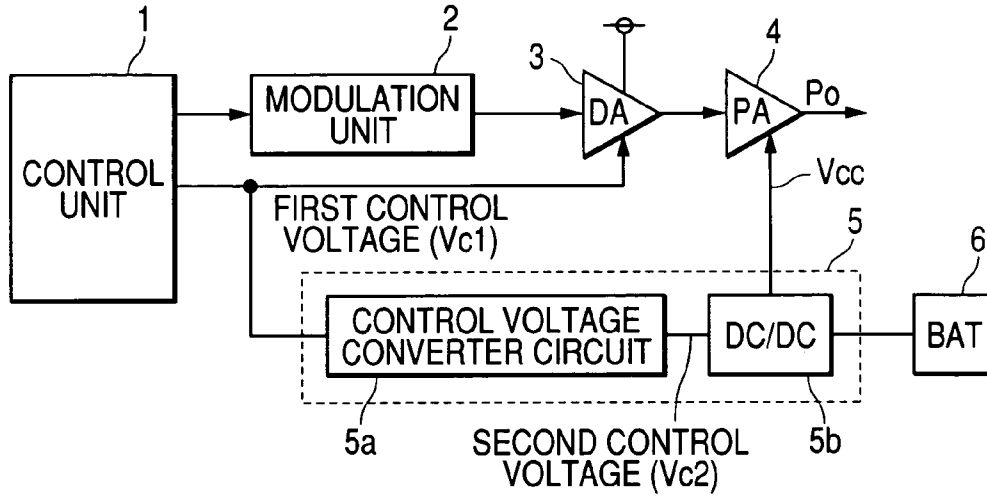 1
2
3
4
CONTROL
UNIT
MODULATION
UNIT
DA
PA
Po
FIRST CONTROL
VOLTAGE (Vc1)
Vcc
5
6
CONTROL VOLTAGE
CONVERTER CIRCUIT
DC/DC
BAT
5a
SECOND CONTROL
VOLTAGE (Vc2)
5b